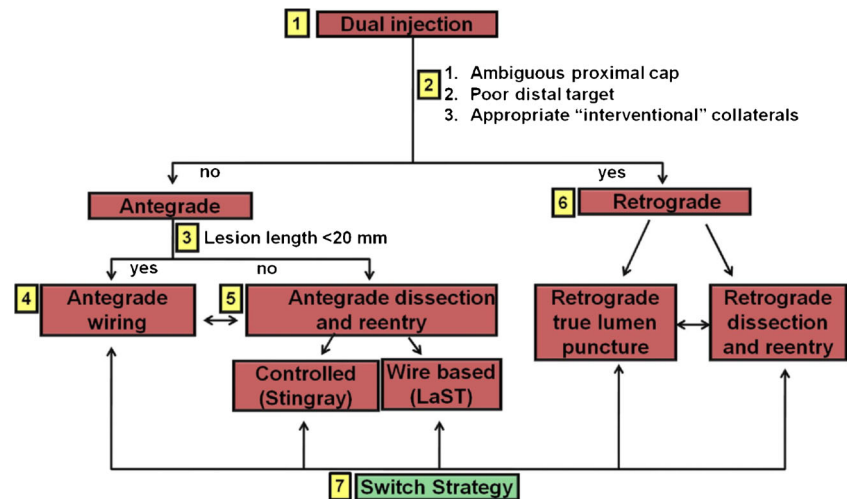 1 Dual injection
2
1. Ambiguous proximal cap
2. Poor distal target
3. Appropriate “interventional” collaterals
no
yes
Antegrade
6 Retrograde
3 Lesion length <20 mm
yes
no
4 Antegrade
wiring
5 Antegrade dissection
and reentry
Retrograde
true lumen
puncture
Retrograde
dissection
and reentry
Controlled
(Stingray)
Wire based
(LaST)
7 Switch Strategy